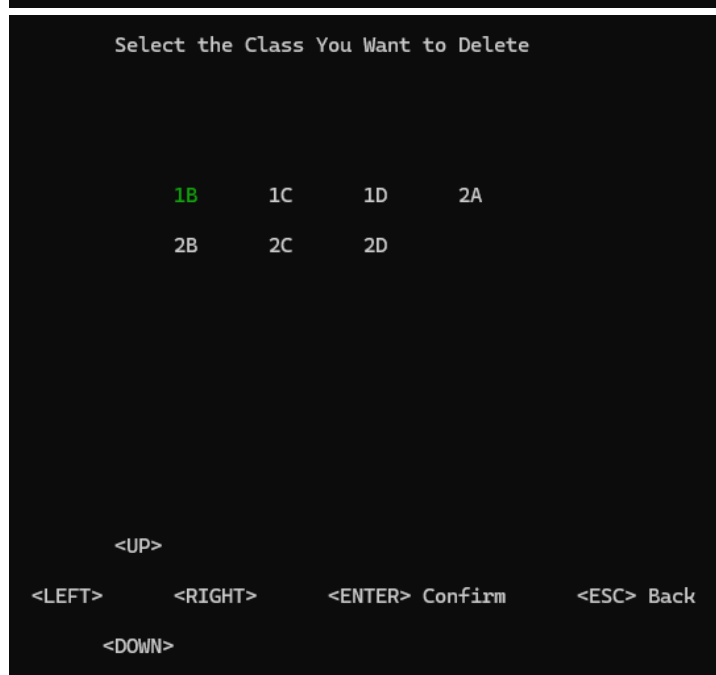 Select the Class You Want to Delete
1B 1C 1D 2A
2B 2C 2D
<UP>
<LEFT> <RIGHT> <ENTER> Confirm <ESC> Back
<DOWN>